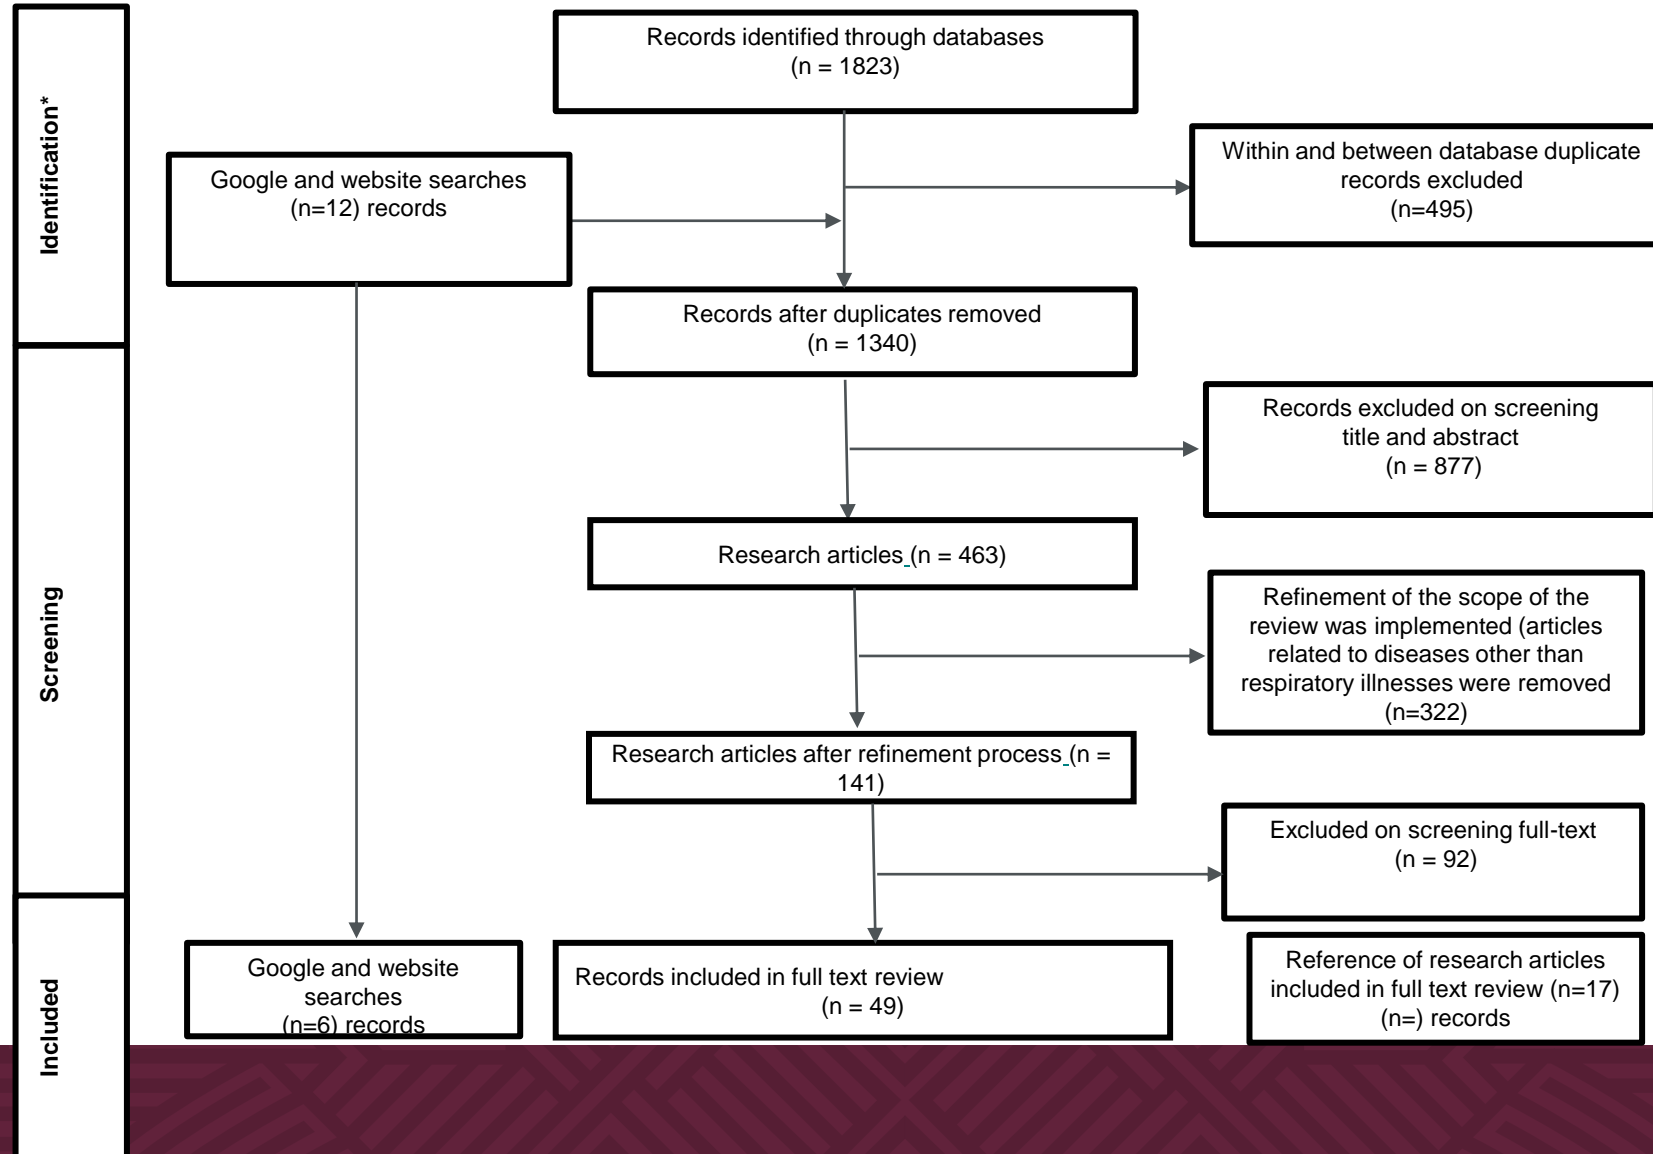 Identification*
Records identified through databases
(n = 1823)
Google and website searches
(n=12) records
Within and between database duplicate
records excluded
(n=495)
Records after duplicates removed
(n = 1340)
Screening
Records excluded on screening
title and abstract
(n = 877)
Research articles (n = 463)
Refinement of the scope of the
review was implemented (articles
related to diseases other than
respiratory illnesses were removed
(n=322)
Research articles after refinement process (n =
141)
Excluded on screening full-text
(n = 92)
Included
Google and website
searches
(n=6) records
Records included in full text review
(n = 49)
Reference of research articles
included in full text review (n=17)
(n=) records